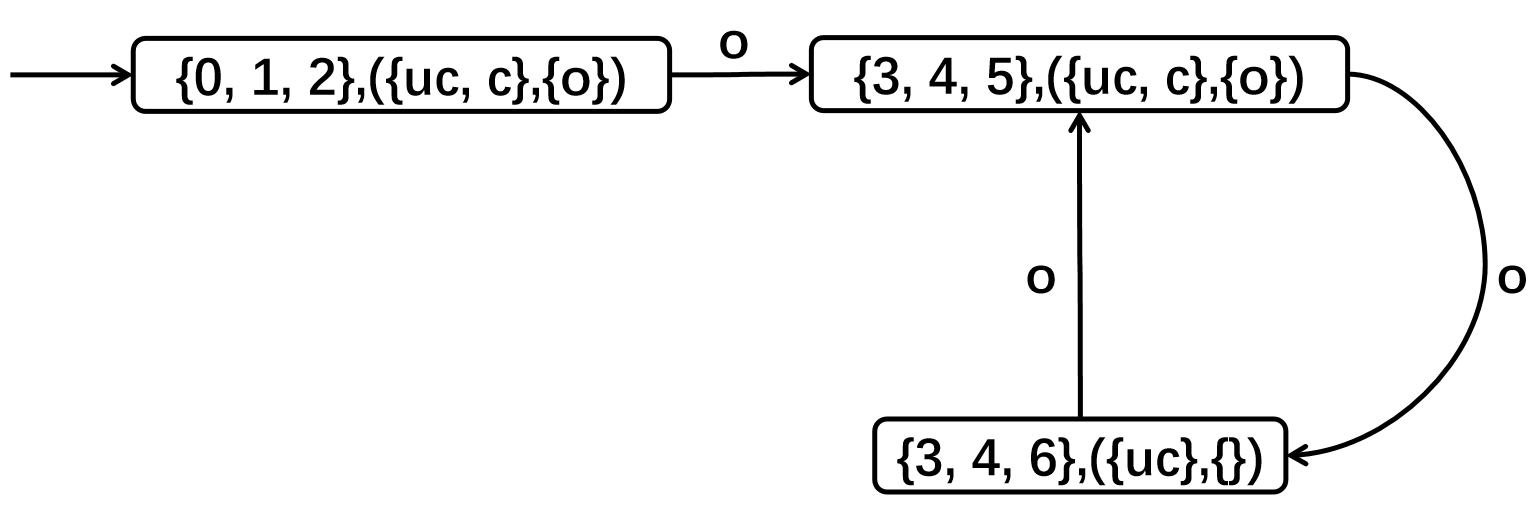 o
{0, 1, 2},({uc, c},{o})
{3, 4, 5},({uc, c},{o})
o
o
{3, 4, 6},({uc},{})